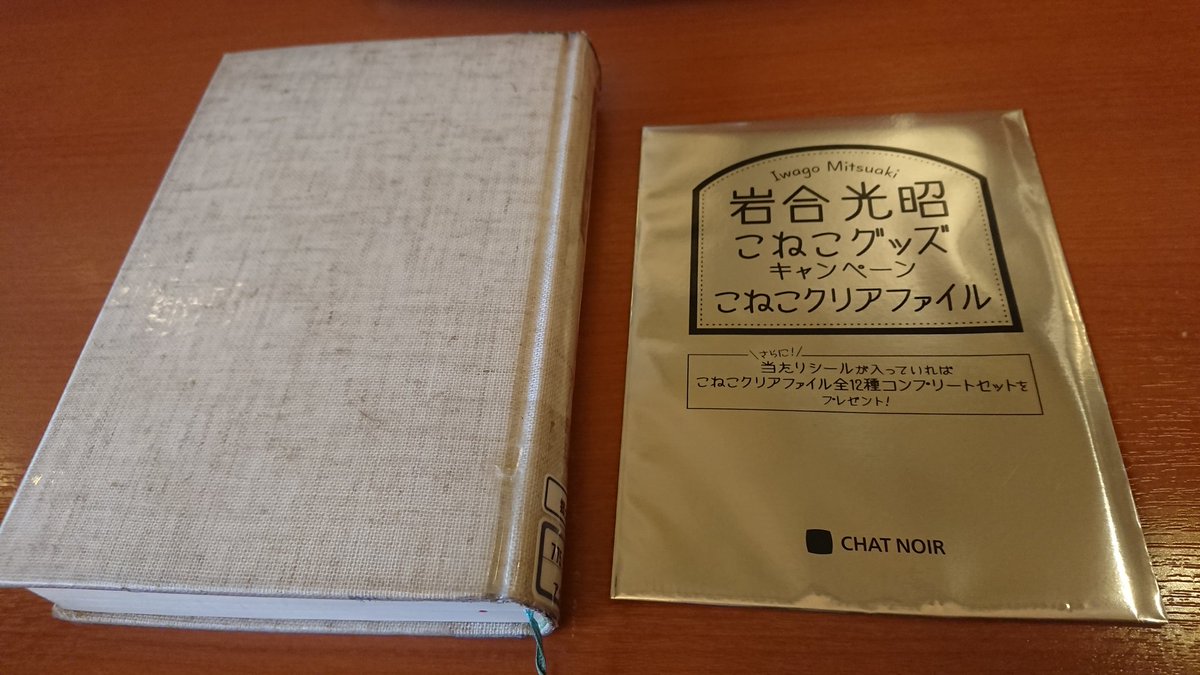 Iwago Mitsuaki
岩合光昭
こねこグッズ
キャンペーン
こねこクリアファイル
さらに!
当たりシールが入っていれば
こねこクリアファイル全12種コンプリートセットを
プレゼント!
CHAT NOIR